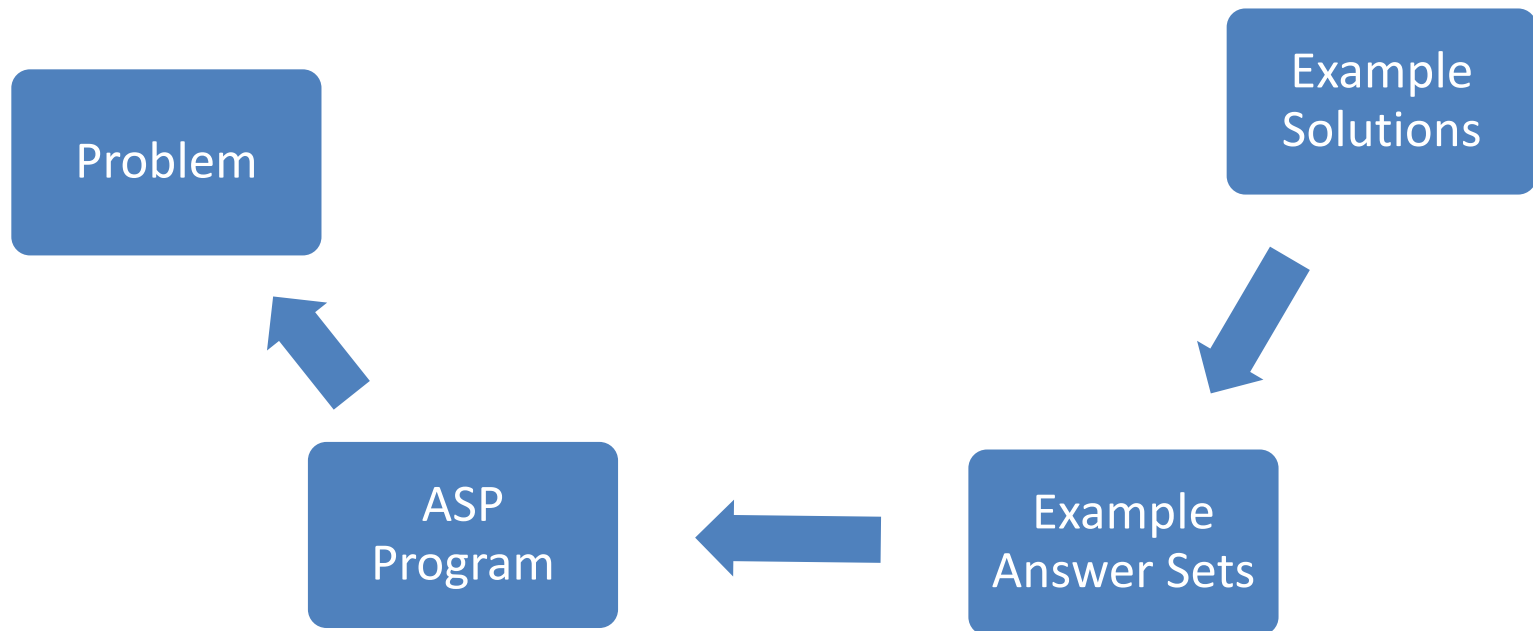 Problem
Example
Solutions
ASP
Program
Example
Answer Sets